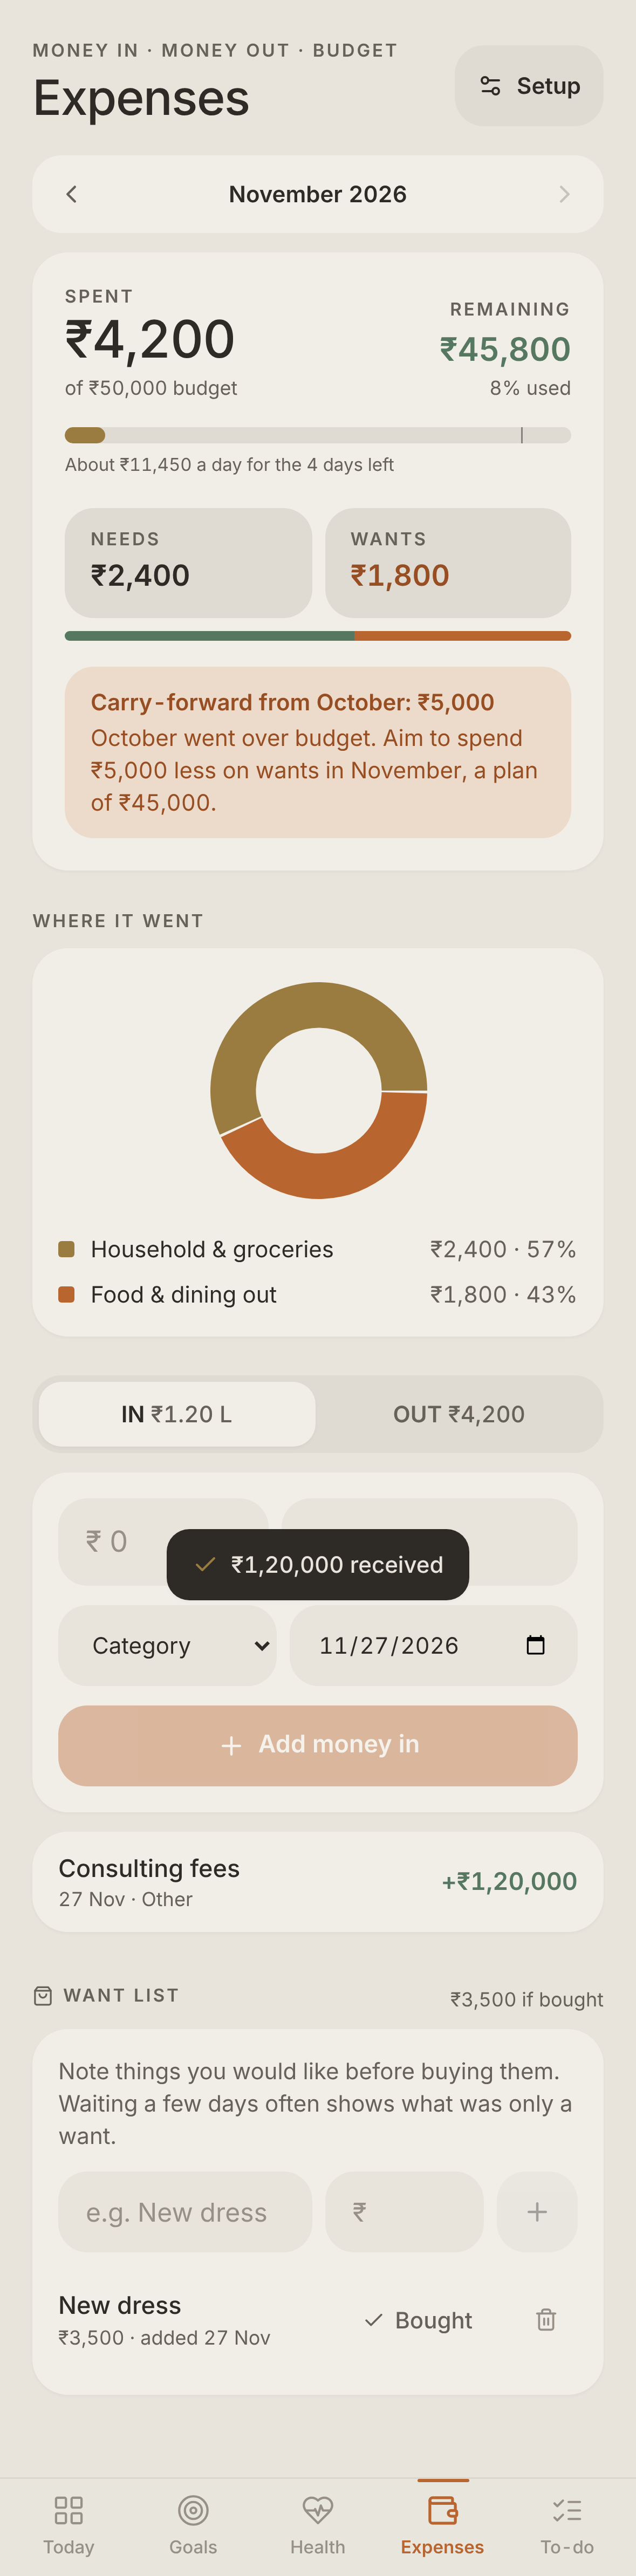 MONEY IN · MONEY OUT · BUDGET
Expenses
Setup
November 2026
SPENT
₹4,200
of ₹50,000 budget
REMAINING
₹45,800
8% used
About ₹11,450 a day for the 4 days left
NEEDS
₹2,400
WANTS
₹1,800
Carry-forward from October: ₹5,000
October went over budget. Aim to spend
₹5,000 less on wants in November, a plan
of ₹45,000.
WHERE IT WENT
Household & groceries ₹2,400 · 57%
Food & dining out ₹1,800 · 43%
IN ₹1.20 L
OUT ₹4,200
₹ 0
₹1,20,000 received
Category
11/27/2026
Add money in
Consulting fees
27 Nov · Other
+₹1,20,000
WANT LIST
₹3,500 if bought
Note things you would like before buying them.
Waiting a few days often shows what was only a
want.
e.g. New dress
₹
New dress
₹3,500 · added 27 Nov
Bought
Today
Goals
Health
Expenses
To-do